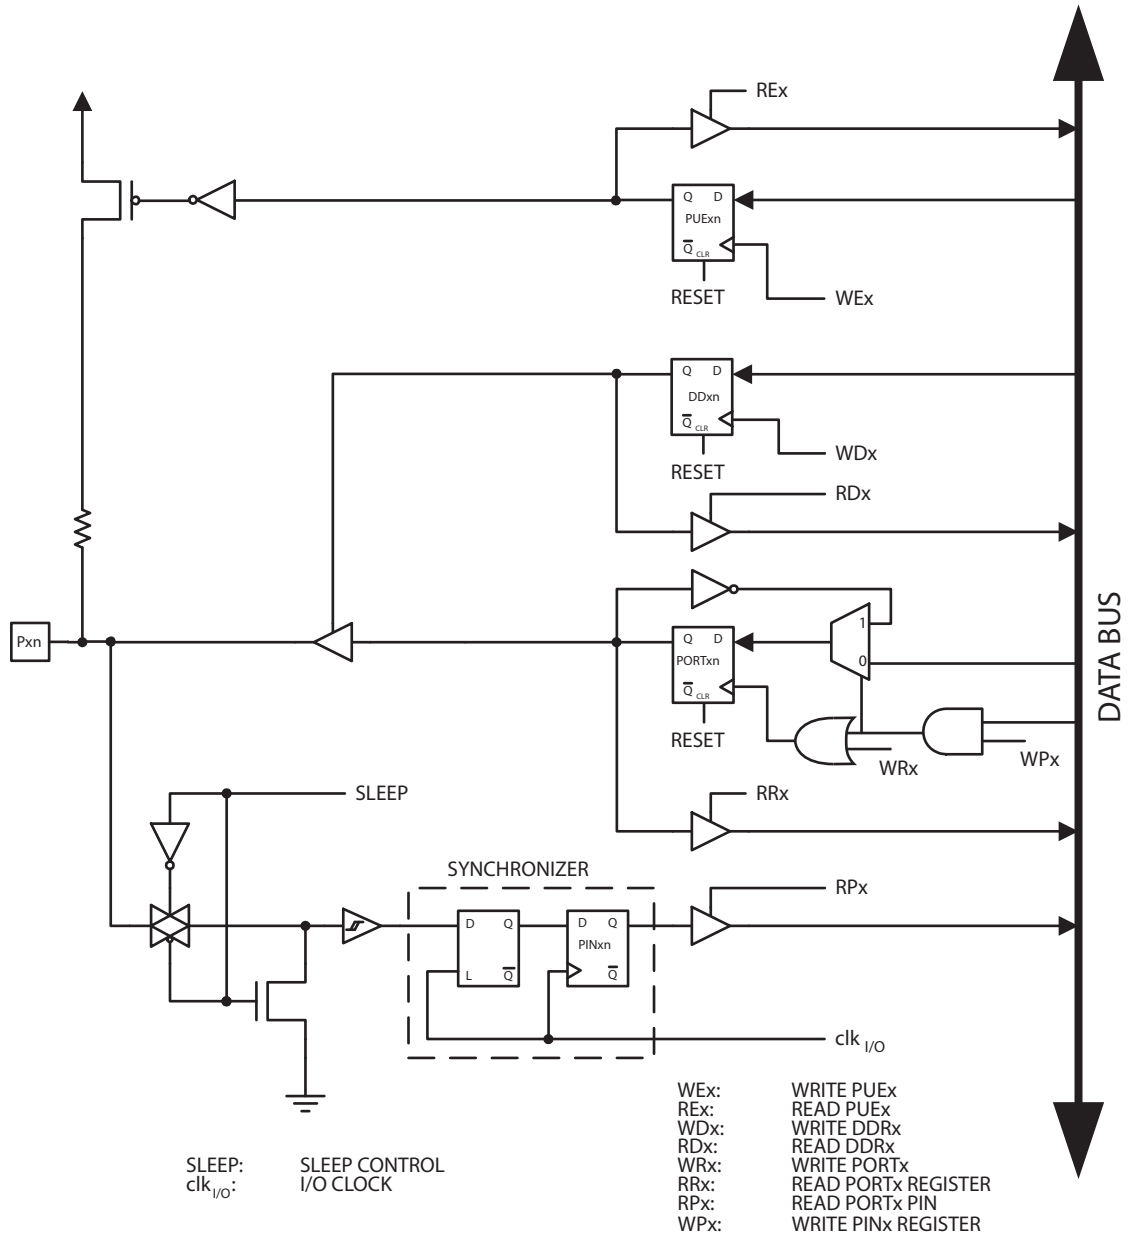 REx
Q D
PUExn
Q CLR
RESET
WEx
Q D
DDxn
Q CLR
RESET
WDx
RDx
Pxn
1
Q D
PORTxn
0
Q CLR
RESET
WRx
WPx
DATA BUS
SLEEP
RRx
SYNCHRONIZER
RPx
D Q
D Q
PINxn
L Q
Q
clk I/O
WEx: WRITE PUEx
REx: READ PUEx
WDx: WRITE DDRx
RDx: READ DDRx
WRx: WRITE PORTx
RRx: READ PORTx REGISTER
RPx: READ PORTx PIN
WPx: WRITE PINx REGISTER
SLEEP: SLEEP CONTROL
clk I/O: I/O CLOCK